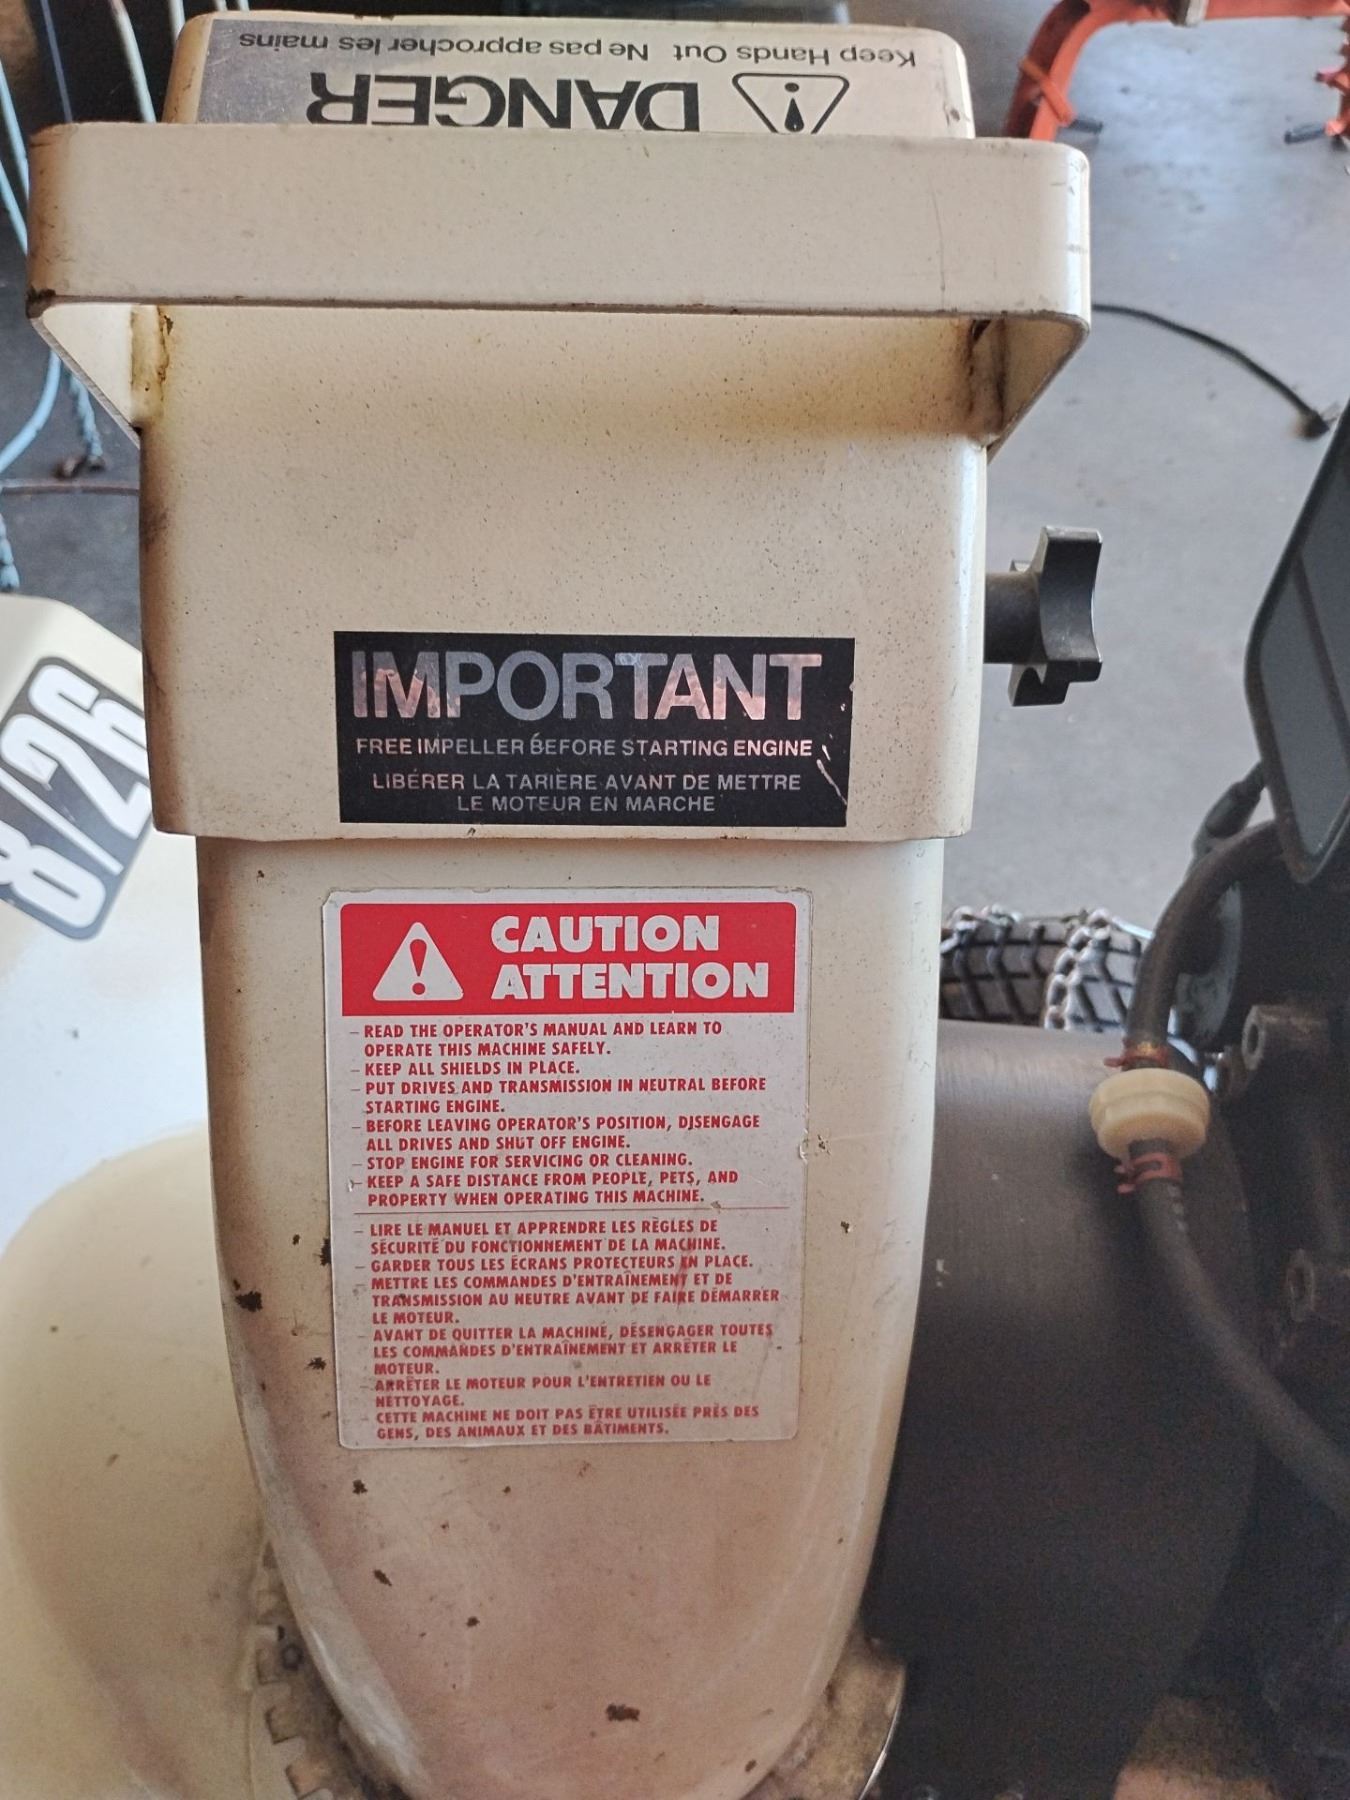 Keep Hands Out Ne pas approcher les mains
DANGER
IMPORTANT
FREE IMPELLER BEFORE STARTING ENGINE
LIBÉRER LA TARIÈRE AVANT DE METTRE
LE MOTEUR EN MARCHE
8/26
CAUTION
ATTENTION
– READ THE OPERATOR'S MANUAL AND LEARN TO
OPERATE THIS MACHINE SAFELY.
– KEEP ALL SHIELDS IN PLACE.
– PUT DRIVES AND TRANSMISSION IN NEUTRAL BEFORE
STARTING ENGINE.
– BEFORE LEAVING OPERATOR'S POSITION, DISENGAGE
ALL DRIVES AND SHUT OFF ENGINE.
– STOP ENGINE FOR SERVICING OR CLEANING.
– KEEP A SAFE DISTANCE FROM PEOPLE, PETS, AND
PROPERTY WHEN OPERATING THIS MACHINE.
– LIRE LE MANUEL ET APPRENDRE LES RÈGLES DE
SÉCURITÉ DU FONCTIONNEMENT DE LA MACHINE.
– GARDER TOUS LES ÉCRANS PROTECTEURS EN PLACE.
– METTRE LES COMMANDES D'ENTRAÎNEMENT ET DE
TRANSMISSION AU NEUTRE AVANT DE FAIRE DÉMARRER
LE MOTEUR.
– AVANT DE QUITTER LA MACHINE, DÉSENGAGER TOUTES
LES COMMANDES D'ENTRAÎNEMENT ET ARRÊTER LE
MOTEUR.
– ARRÊTER LE MOTEUR POUR L'ENTRETIEN OU LE
NETTOYAGE.
– CETTE MACHINE NE DOIT PAS ÊTRE UTILISÉE PRÈS DES
GENS, DES ANIMAUX ET DES BÂTIMENTS.